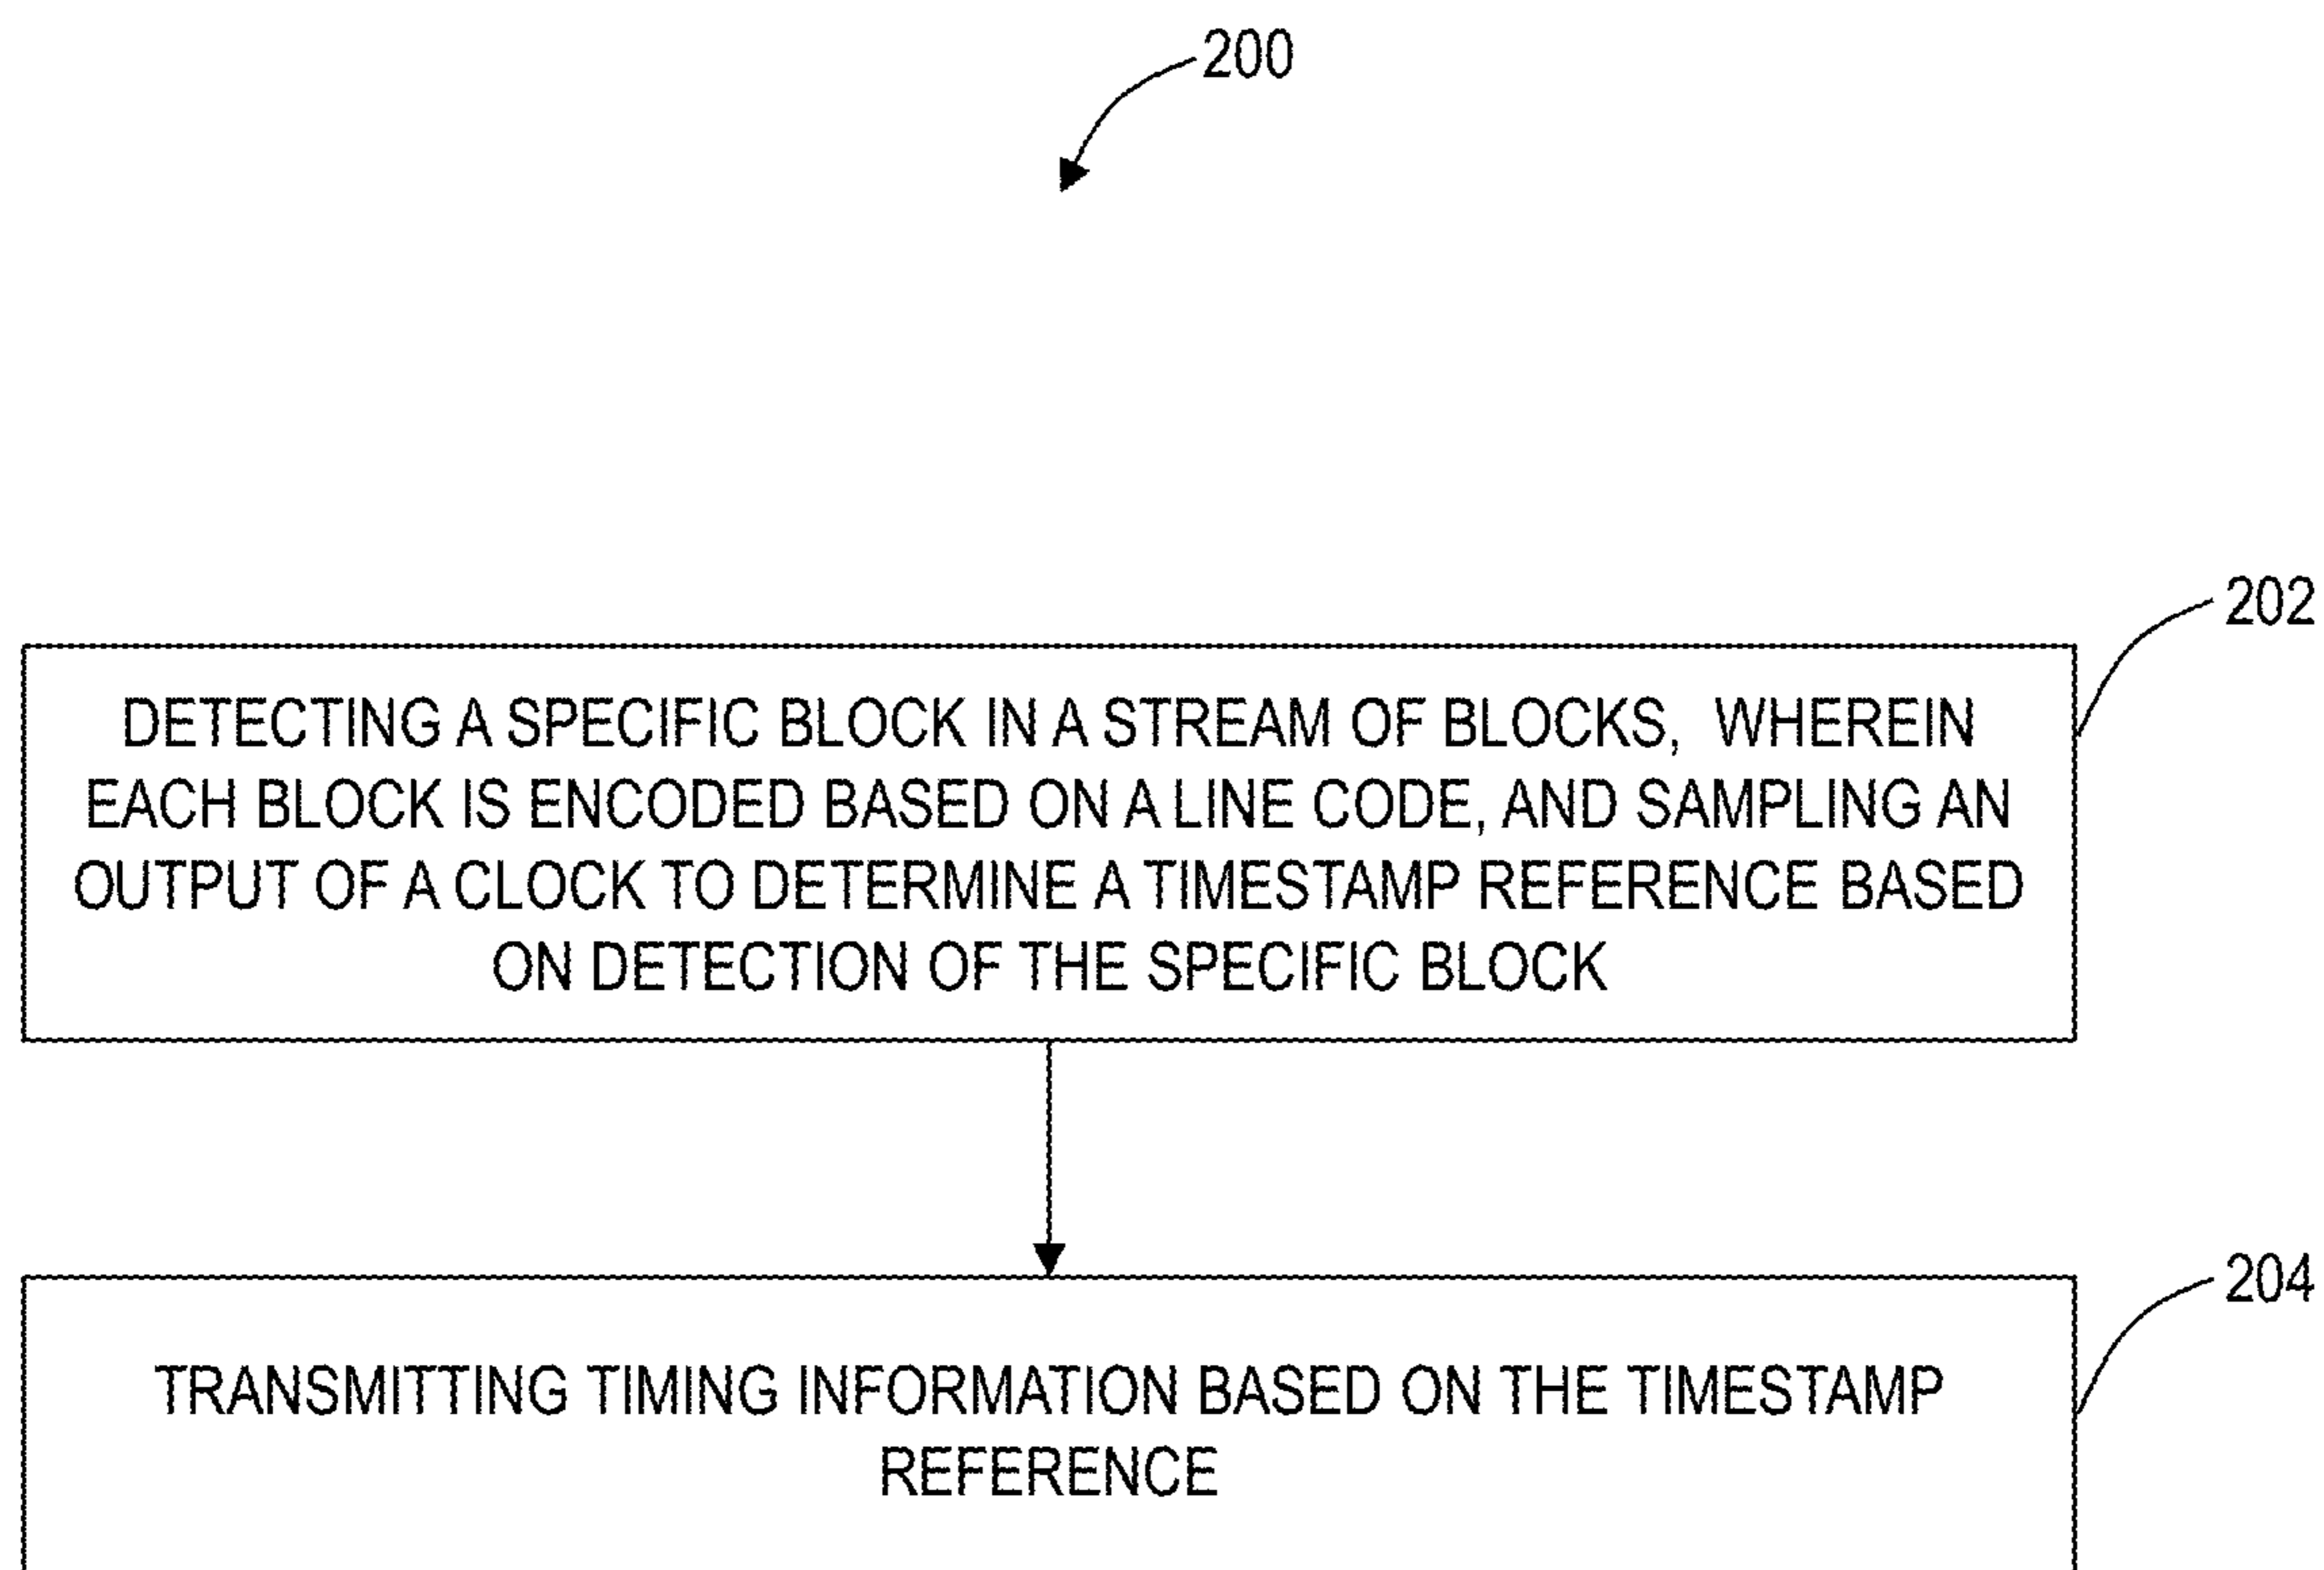 200
202
DETECTING A SPECIFIC BLOCK IN A STREAM OF BLOCKS, WHEREIN
EACH BLOCK IS ENCODED BASED ON A LINE CODE, AND SAMPLING AN
OUTPUT OF A CLOCK TO DETERMINE A TIMESTAMP REFERENCE BASED
ON DETECTION OF THE SPECIFIC BLOCK
204
TRANSMITTING TIMING INFORMATION BASED ON THE TIMESTAMP
REFERENCE